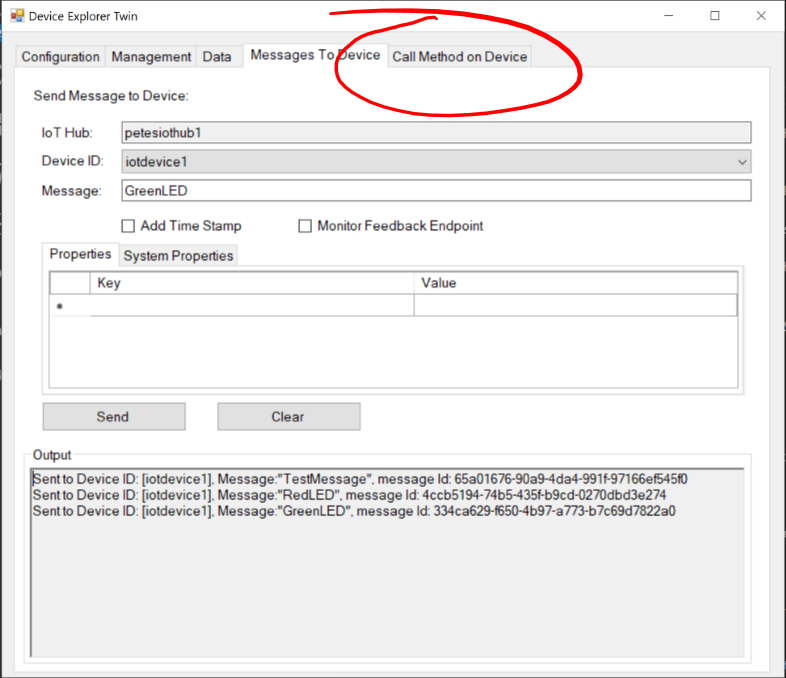 Device Explorer Twin
Configuration Management Data Messages To Device Call Method on Device
Send Message to Device:
IoT Hub: petesiothub1
Device ID: iotdevice1
Message: GreenLED
Add Time Stamp Monitor Feedback Endpoint
Properties System Properties
Key Value
*
Send Clear
Output
Sent to Device ID: [iotdevice1], Message:"TestMessage", message Id: 65a01676-90a9-4da4-991f-97166ef545f0
Sent to Device ID: [iotdevice1], Message:"RedLED", message Id: 4ccb5194-74b5-435f-b9cd-0270dbd3e274
Sent to Device ID: [iotdevice1], Message:"GreenLED", message Id: 334ca629-f650-4b97-a773-b7c69d7822a0